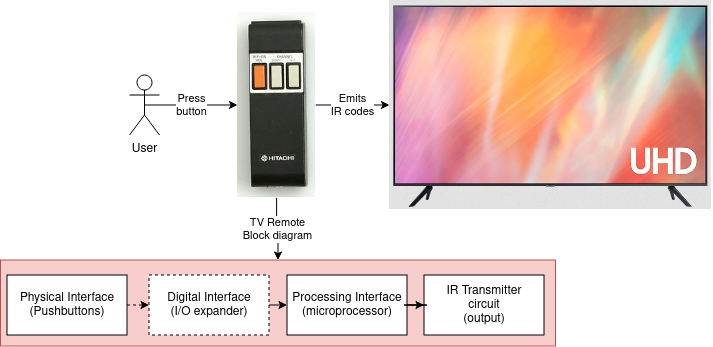 User
Press
button
HITACHI
Emits
IR codes
UHD
TV Remote
Block diagram
Physical Interface
(Pushbuttons)
Digital Interface
(I/O expander)
Processing Interface
(microprocessor)
IR Transmitter
circuit
(output)